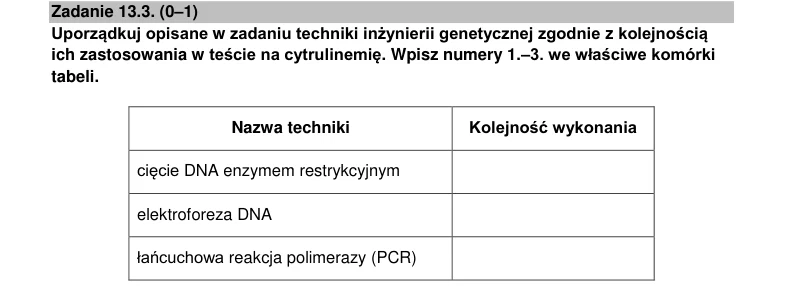 Zadanie 13.3. (0–1)
Uporządkuj opisane w zadaniu techniki inżynierii genetycznej zgodnie z kolejnością
ich zastosowania w teście na cytrulinemię. Wpisz numery 1.–3. we właściwe komórki
tabeli.
Nazwa techniki Kolejność wykonania
cięcie DNA enzymem restrykcyjnym
elektroforeza DNA
łańcuchowa reakcja polimerazy (PCR)